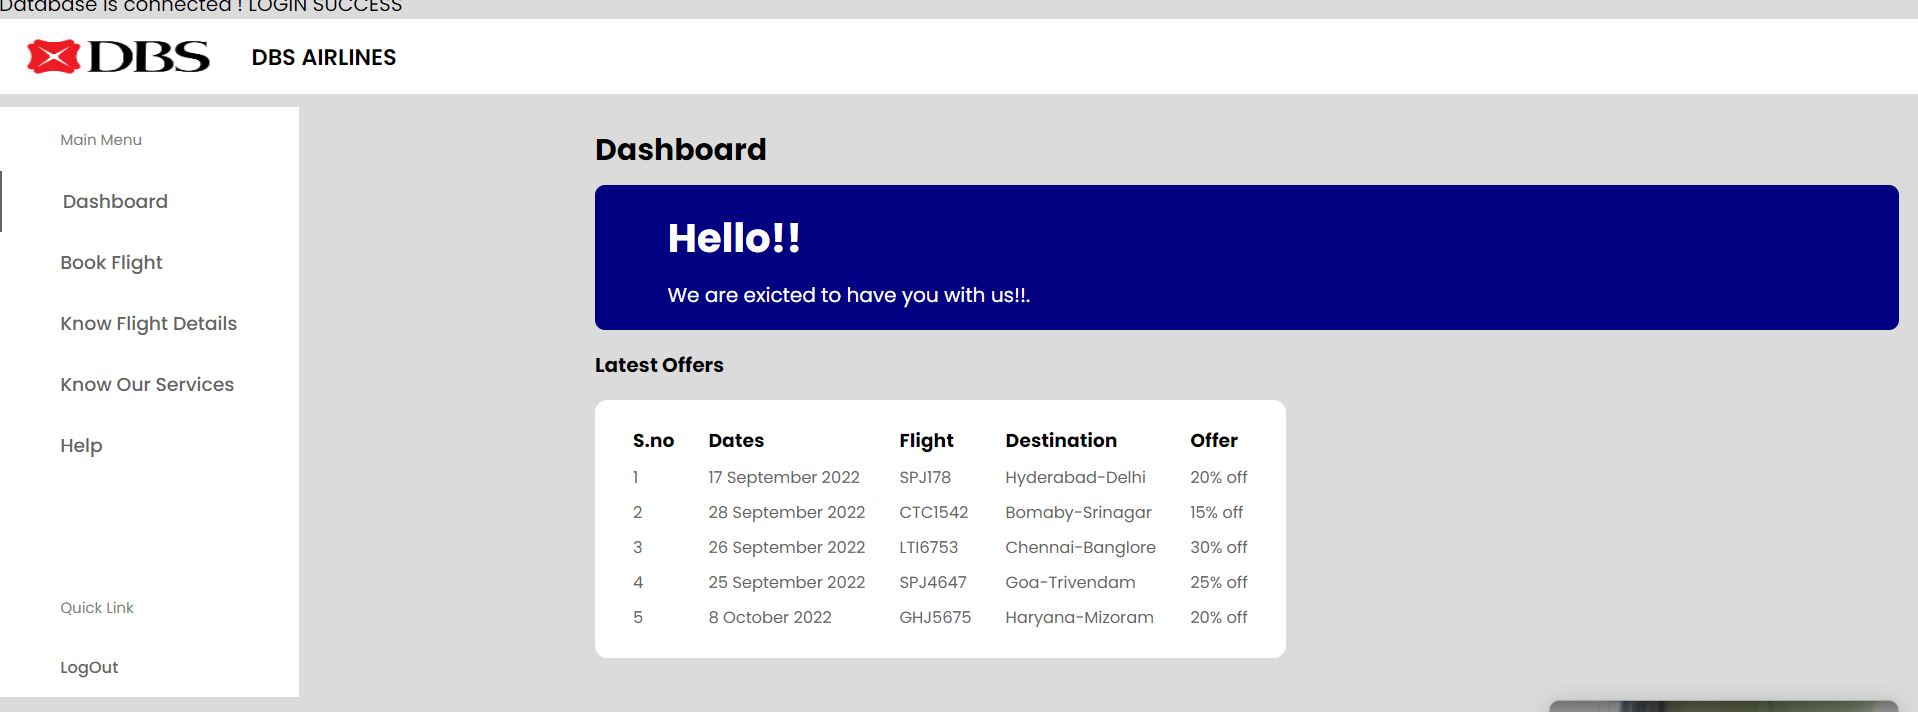 Database is connected ! LOGIN SUCCESS
DBS DBS AIRLINES
Main Menu
Dashboard
Book Flight
Know Flight Details
Know Our Services
Help
Quick Link
LogOut
Dashboard
Hello!!
We are exicted to have you with us!!.
Latest Offers
S.no Dates Flight Destination Offer
1 17 September 2022 SPJ178 Hyderabad-Delhi 20% off
2 28 September 2022 CTC1542 Bomaby-Srinagar 15% off
3 26 September 2022 LTI6753 Chennai-Banglore 30% off
4 25 September 2022 SPJ4647 Goa-Trivendam 25% off
5 8 October 2022 GHJ5675 Haryana-Mizoram 20% off